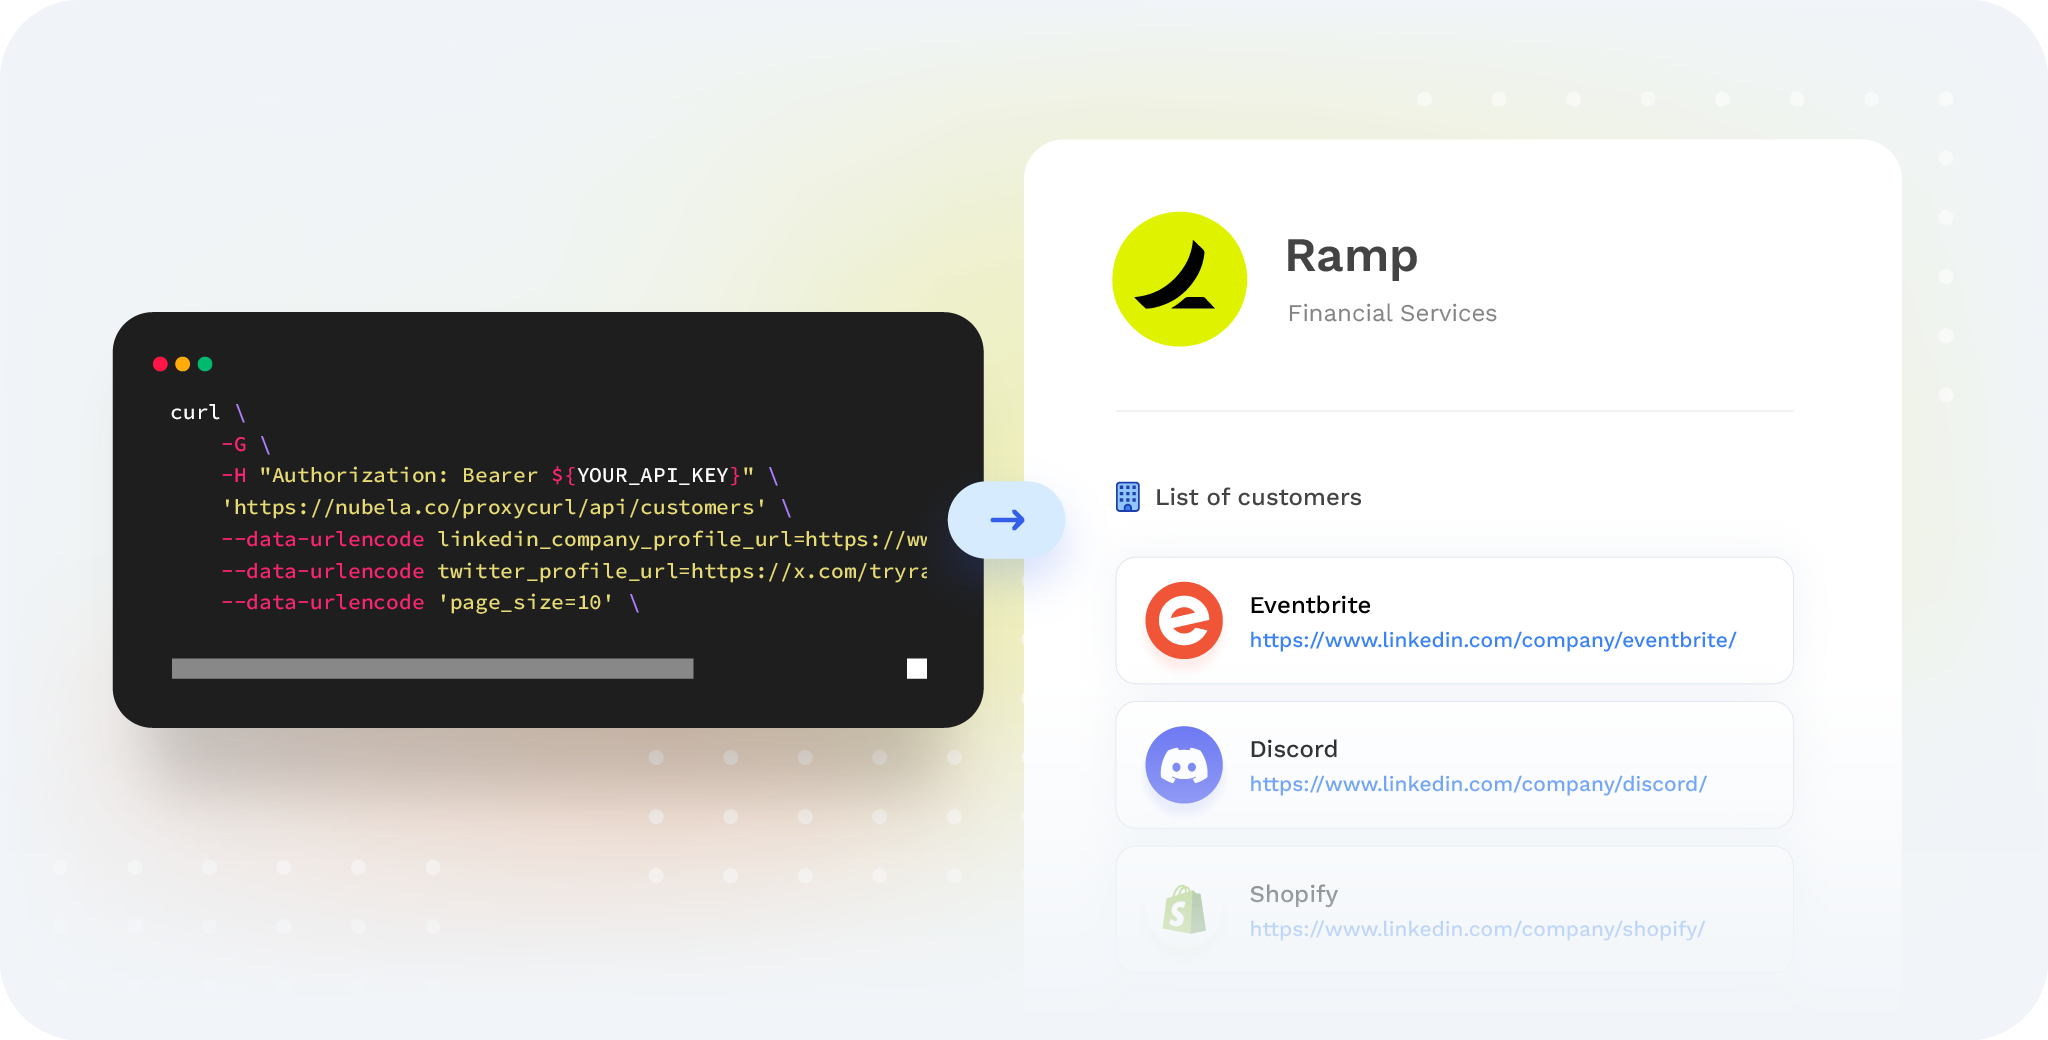 curl \
-G \
-H "Authorization: Bearer ${YOUR_API_KEY}" \
'https://nubela.co/proxycurl/api/customers' \
--data-urlencode linkedin_company_profile_url=https://ww
--data-urlencode twitter_profile_url=https://x.com/tryra
--data-urlencode 'page_size=10' \
Ramp
Financial Services
List of customers
Eventbrite
https://www.linkedin.com/company/eventbrite/
Discord
https://www.linkedin.com/company/discord/
Shopify
https://www.linkedin.com/company/shopify/